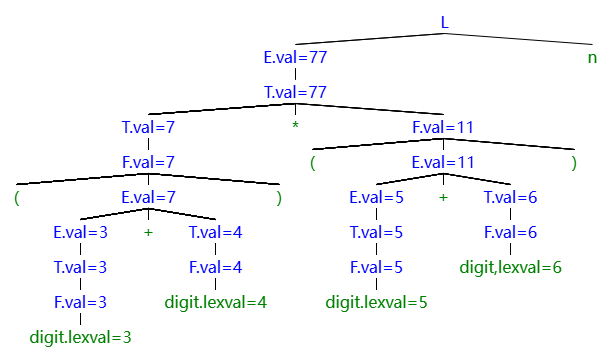 L
E.val=77 n
T.val=77
T.val=7 * F.val=11
F.val=7 ( E.val=11 )
( E.val=7 ) E.val=5 + T.val=6
E.val=3 + T.val=4 T.val=5 F.val=6
T.val=3 F.val=4 F.val=5 digit,lexval=6
F.val=3 digit.lexval=4 digit.lexval=5
digit.lexval=3